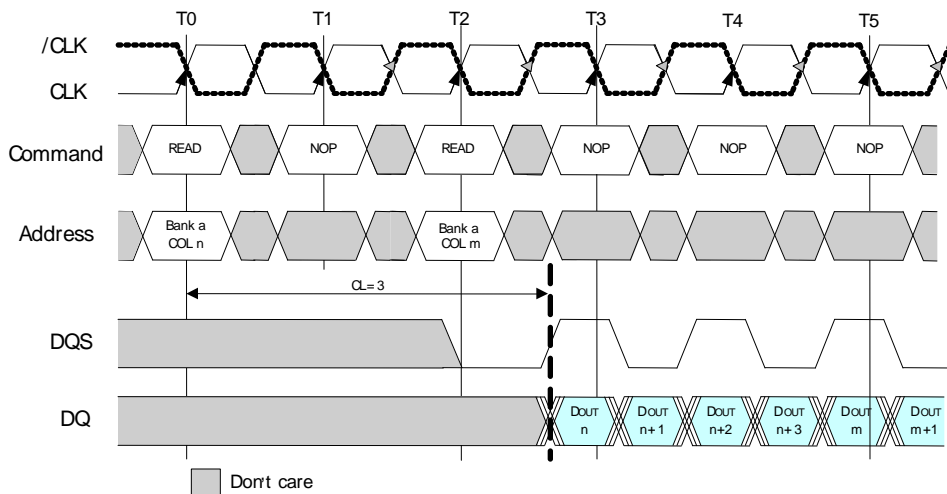 T0 T1 T2 T3 T4 T5
/CLK
CLK
Command READ NOP READ NOP NOP NOP
Address Bank a COL n Bank a COL m
CL= 3
DQS
DQ DOUT n DOUT n+1 DOUT n+2 DOUT n+3 DOUT m DOUT m+1
Don't care